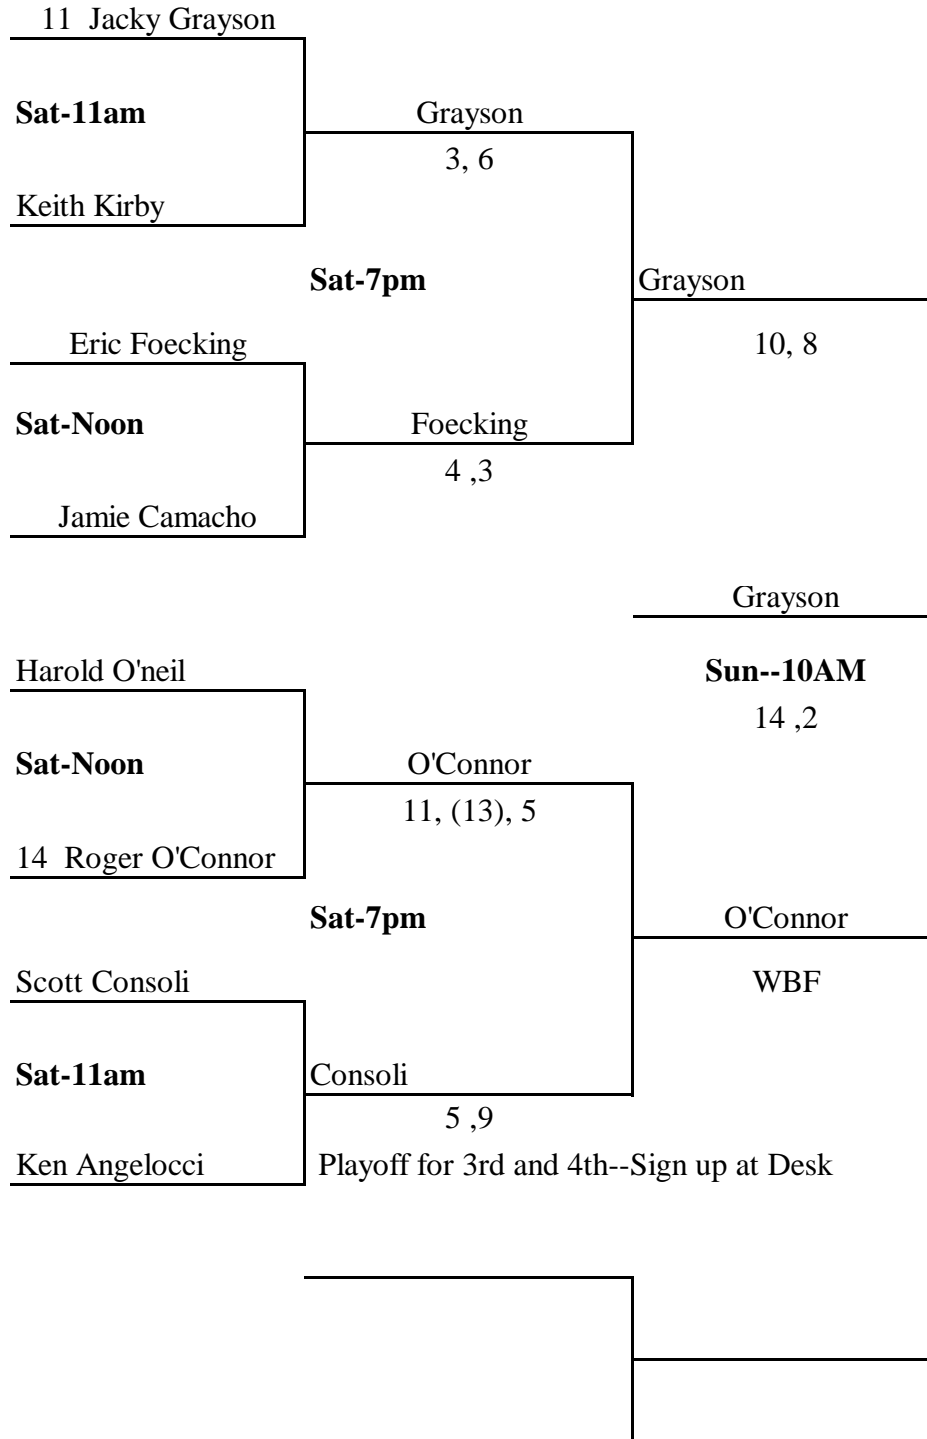 11  Jacky Grayson
Sat-11am
Grayson
3, 6
Keith Kirby
Sat-7pm
Grayson
Eric Foecking
10, 8
Sat-Noon
Foecking
4 ,3
Jamie Camacho
Grayson
Harold O'neil
Sun--10AM
14 ,2
Sat-Noon
O'Connor
11, (13), 5
14  Roger O'Connor
Sat-7pm
O'Connor
Scott Consoli
WBF
Sat-11am
Consoli
5 ,9
Ken Angelocci
Playoff for 3rd and 4th--Sign up at Desk